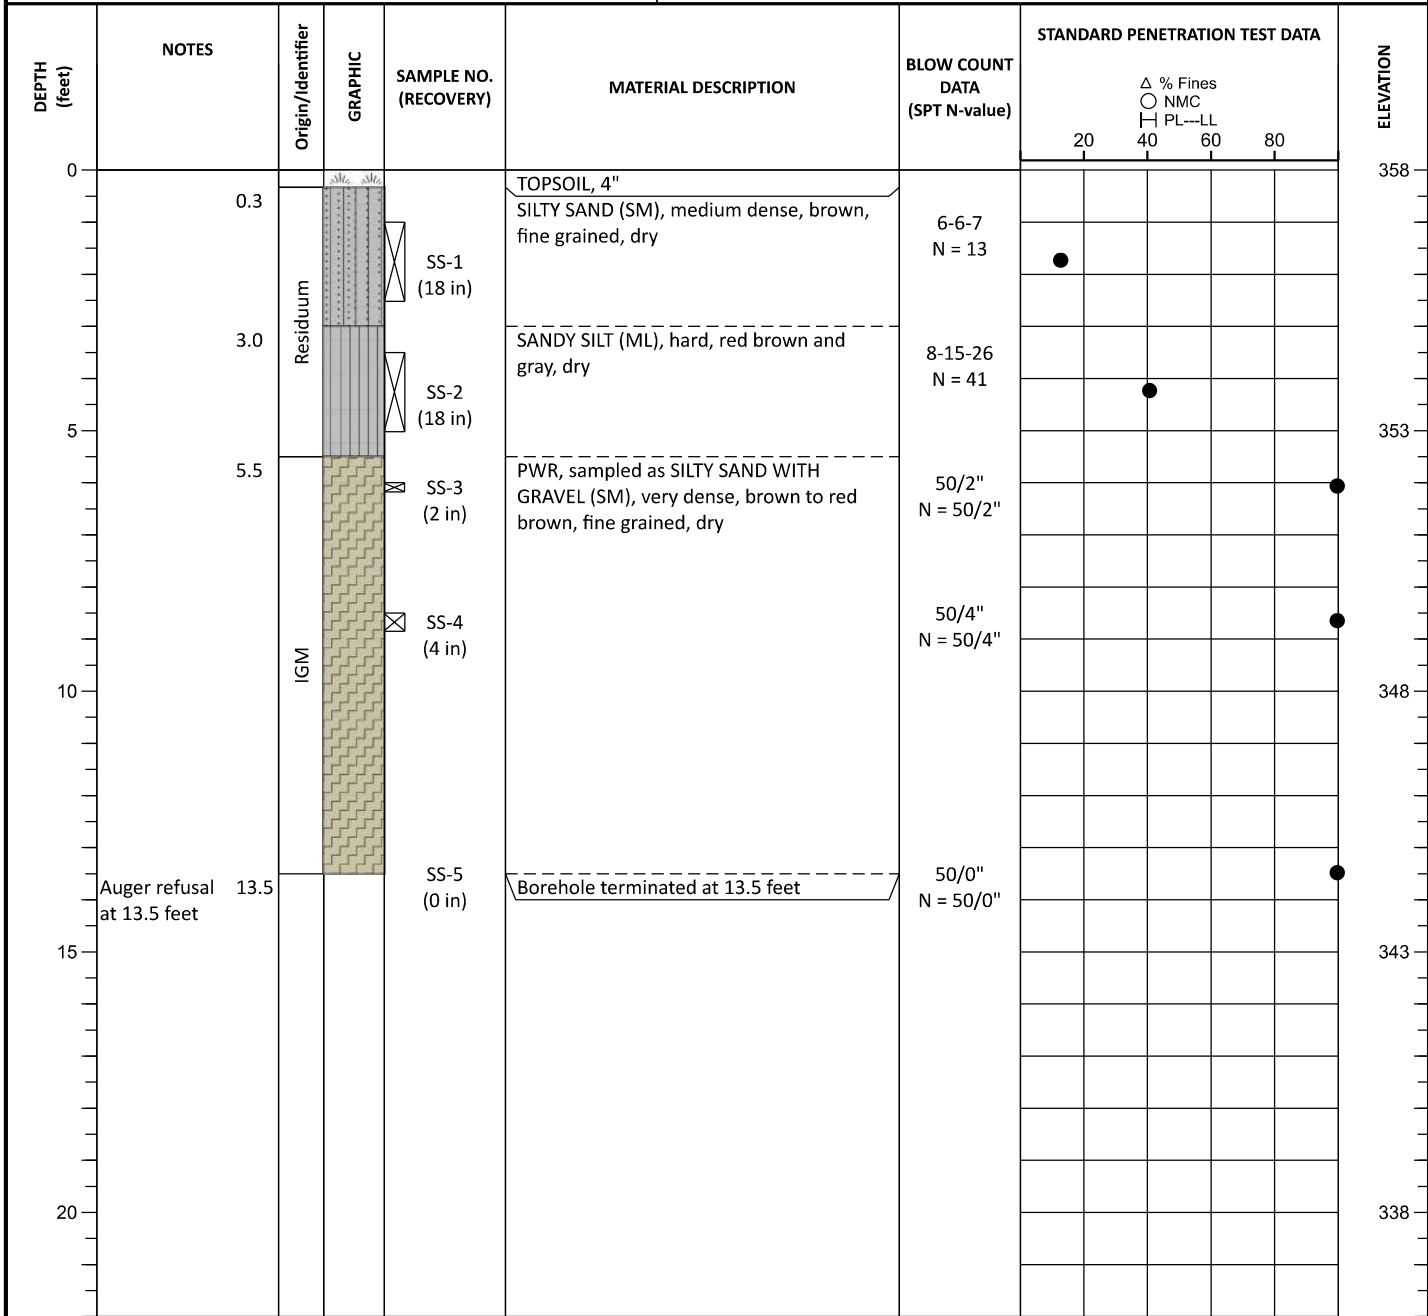 DEPTH
(feet)
NOTES
Origin/Identifier
GRAPHIC
SAMPLE NO.
(RECOVERY)
MATERIAL DESCRIPTION
BLOW COUNT
DATA
(SPT N-value)
STANDARD PENETRATION TEST DATA
% Fines
NMC
PL---LL
20 40 60 80
ELEVATION
0
358
TOPSOIL, 4"
0.3
SILTY SAND (SM), medium dense, brown,
fine grained, dry
6-6-7
N = 13
SS-1
(18 in)
Residuum
3.0
SANDY SILT (ML), hard, red brown and
gray, dry
8-15-26
N = 41
SS-2
(18 in)
5
353
5.5
PWR, sampled as SILTY SAND WITH
GRAVEL (SM), very dense, brown to red
brown, fine grained, dry
SS-3
(2 in)
50/2"
N = 50/2"
SS-4
(4 in)
50/4"
N = 50/4"
IGM
10
348
SS-5
(0 in)
50/0"
N = 50/0"
Auger refusal 13.5
at 13.5 feet
Borehole terminated at 13.5 feet
15
343
20
338